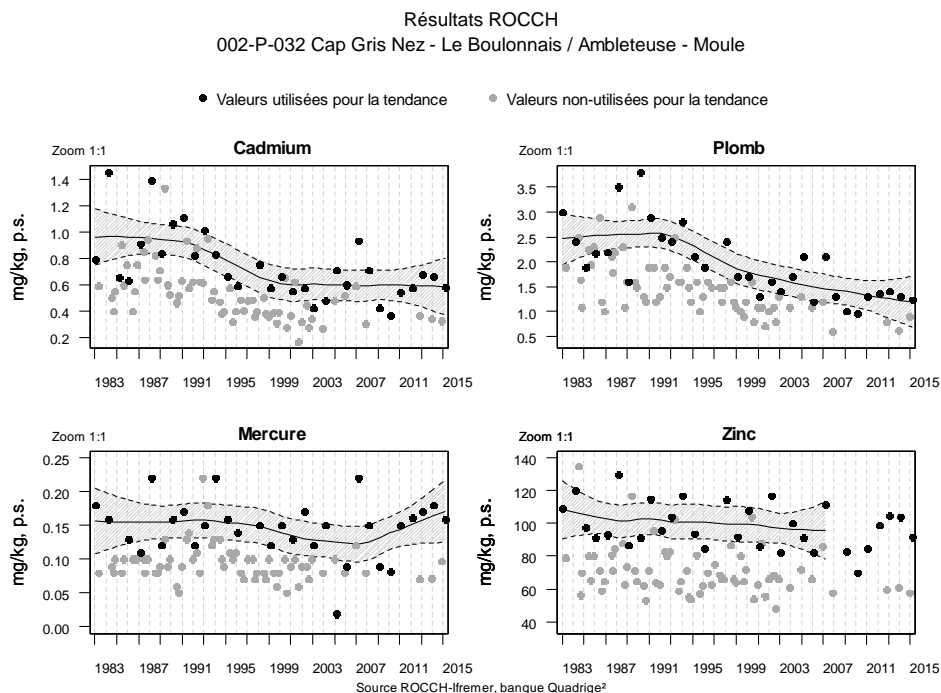 Résultats ROCCH
002-P-032 Cap Gris Nez - Le Boulonnais / Ambleteuse - Moule
Valeurs utilisées pour la tendance
Valeurs non-utilisées pour la tendance
Zoom 1:1
Cadmium
mg/kg, p.s.
1.4
1.2
1.0
0.8
0.6
0.4
0.2
1983 1987 1991 1995 1999 2003 2007 2011 2015
Zoom 1:1
Plomb
mg/kg, p.s.
3.5
3.0
2.5
2.0
1.5
1.0
0.5
1983 1987 1991 1995 1999 2003 2007 2011 2015
Zoom 1:1
Mercure
mg/kg, p.s.
0.25
0.20
0.15
0.10
0.05
0.00
1983 1987 1991 1995 1999 2003 2007 2011 2015
Zoom 1:1
Zinc
mg/kg, p.s.
140
120
100
80
60
40
1983 1987 1991 1995 1999 2003 2007 2011 2015
Source ROCCH-Ifremer, banque Quadrige²